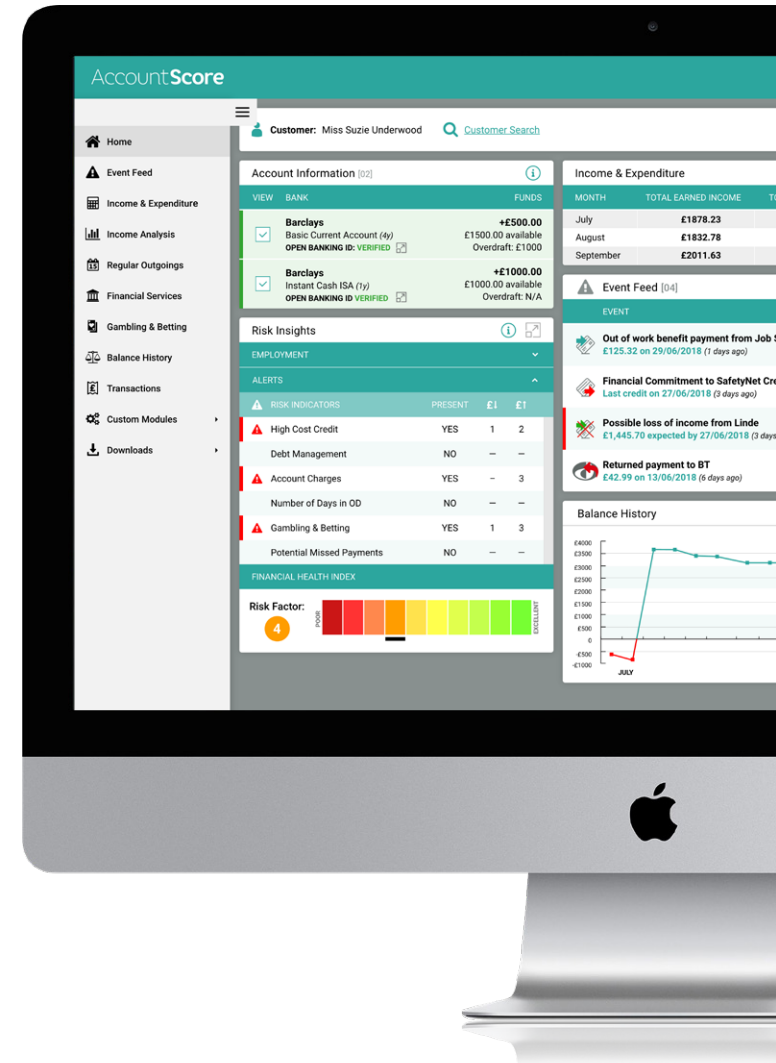 AccountScore
Customer: Miss Suzie Underwood Customer Search
Home
Event Feed
Income & Expenditure
Income Analysis
15 Regular Outgoings
Financial Services
Gambling & Betting
Balance History
£ Transactions
Custom Modules
Downloads
Account Information [02] i
VIEW BANK FUNDS
Barclays +£500.00
Basic Current Account (4y) £1500.00 available
OPEN BANKING ID: VERIFIED Overdraft: £1000
Barclays +£1000.00
Instant Cash ISA (1y) £1000.00 available
OPEN BANKING ID VERIFIED Overdraft: N/A
Risk Insights i
EMPLOYMENT
ALERTS
RISK INDICATORS PRESENT £↓ £↑
High Cost Credit YES 1 2
Debt Management NO – –
Account Charges YES – 3
Number of Days in OD NO – –
Gambling & Betting YES 1 3
Potential Missed Payments NO – –
FINANCIAL HEALTH INDEX
Risk Factor:
4
POOR
EXCELLENT
Income & Expenditure
MONTH TOTAL EARNED INCOME
July £1878.23
August £1832.78
September £2011.63
Event Feed [04]
EVENT
Out of work benefit payment from Job S
£125.32 on 29/06/2018 (1 days ago)
Financial Commitment to SafetyNet Cre
Last credit on 27/06/2018 (3 days ago)
Possible loss of income from Linde
£1,445.70 expected by 27/06/2018 (3 days
Returned payment to BT
£42.99 on 13/06/2018 (6 days ago)
Balance History
£4000
£3500
£3000
£2500
£2000
£1500
£1000
£500
0
-£500
-£1000
JULY